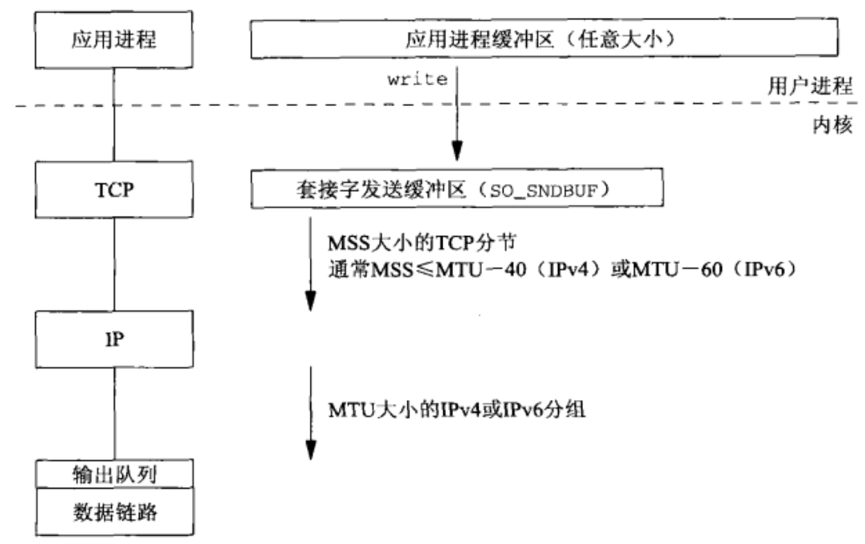 应用进程
应用进程缓冲区（任意大小）
write
用户进程
内核
TCP
套接字发送缓冲区（SO_SNDBUF）
MSS大小的TCP分节
通常MSS≤MTU－40（IPv4）或MTU－60（IPv6）
IP
MTU大小的IPv4或IPv6分组
输出队列
数据链路